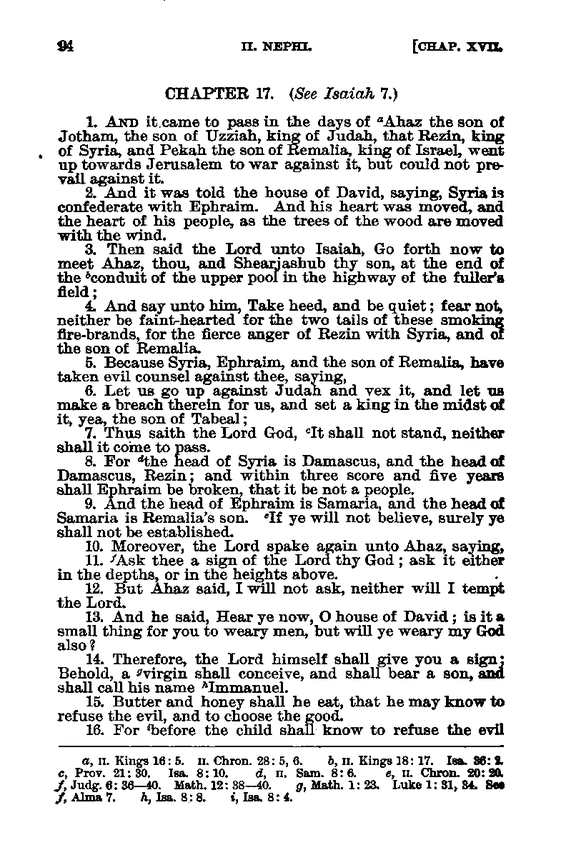 94 II. NEPHI. [CHAP. XVII.
CHAPTER 17. (See Isaiah 7.)
1. AND it came to pass in the days of ᵃAhaz the son of
Jotham, the son of Uzziah, king of Judah, that Rezin, king
of Syria, and Pekah the son of Remalia, king of Israel, went
up towards Jerusalem to war against it, but could not pre-
vail against it.
2. And it was told the house of David, saying, Syria is
confederate with Ephraim. And his heart was moved, and
the heart of his people, as the trees of the wood are moved
with the wind.
3. Then said the Lord unto Isaiah, Go forth now to
meet Ahaz, thou, and Shearjashub thy son, at the end of
the ᵇconduit of the upper pool in the highway of the fuller's
field;
4. And say unto him, Take heed, and be quiet; fear not,
neither be faint-hearted for the two tails of these smoking
fire-brands, for the fierce anger of Rezin with Syria, and of
the son of Remalia.
5. Because Syria, Ephraim, and the son of Remalia, have
taken evil counsel against thee, saying,
6. Let us go up against Judah and vex it, and let us
make a breach therein for us, and set a king in the midst of
it, yea, the son of Tabeal;
7. Thus saith the Lord God, ᶜIt shall not stand, neither
shall it come to pass.
8. For ᵈthe head of Syria is Damascus, and the head of
Damascus, Rezin; and within three score and five years
shall Ephraim be broken, that it be not a people.
9. And the head of Ephraim is Samaria, and the head of
Samaria is Remalia's son. ᵉIf ye will not believe, surely ye
shall not be established.
10. Moreover, the Lord spake again unto Ahaz, saying,
11. ᶠAsk thee a sign of the Lord thy God; ask it either
in the depths, or in the heights above.
12. But Ahaz said, I will not ask, neither will I tempt
the Lord.
13. And he said, Hear ye now, O house of David; is it a
small thing for you to weary men, but will ye weary my God
also?
14. Therefore, the Lord himself shall give you a sign;
Behold, a ᵍvirgin shall conceive, and shall bear a son, and
shall call his name ʰImmanuel.
15. Butter and honey shall he eat, that he may know to
refuse the evil, and to choose the good.
16. For ⁱbefore the child shall know to refuse the evil
a, II. Kings 16: 5. II. Chron. 28: 5, 6. b, II. Kings 18: 17. Isa. 36: 2.
c, Prov. 21: 30. Isa. 8: 10. d, II. Sam. 8: 6. e, II. Chron. 20: 20.
f, Judg. 6: 36—40. Math. 12: 38—40. g, Math. 1: 23. Luke 1: 31, 34. See
f, Alma 7. h, Isa. 8: 8. i, Isa. 8: 4.